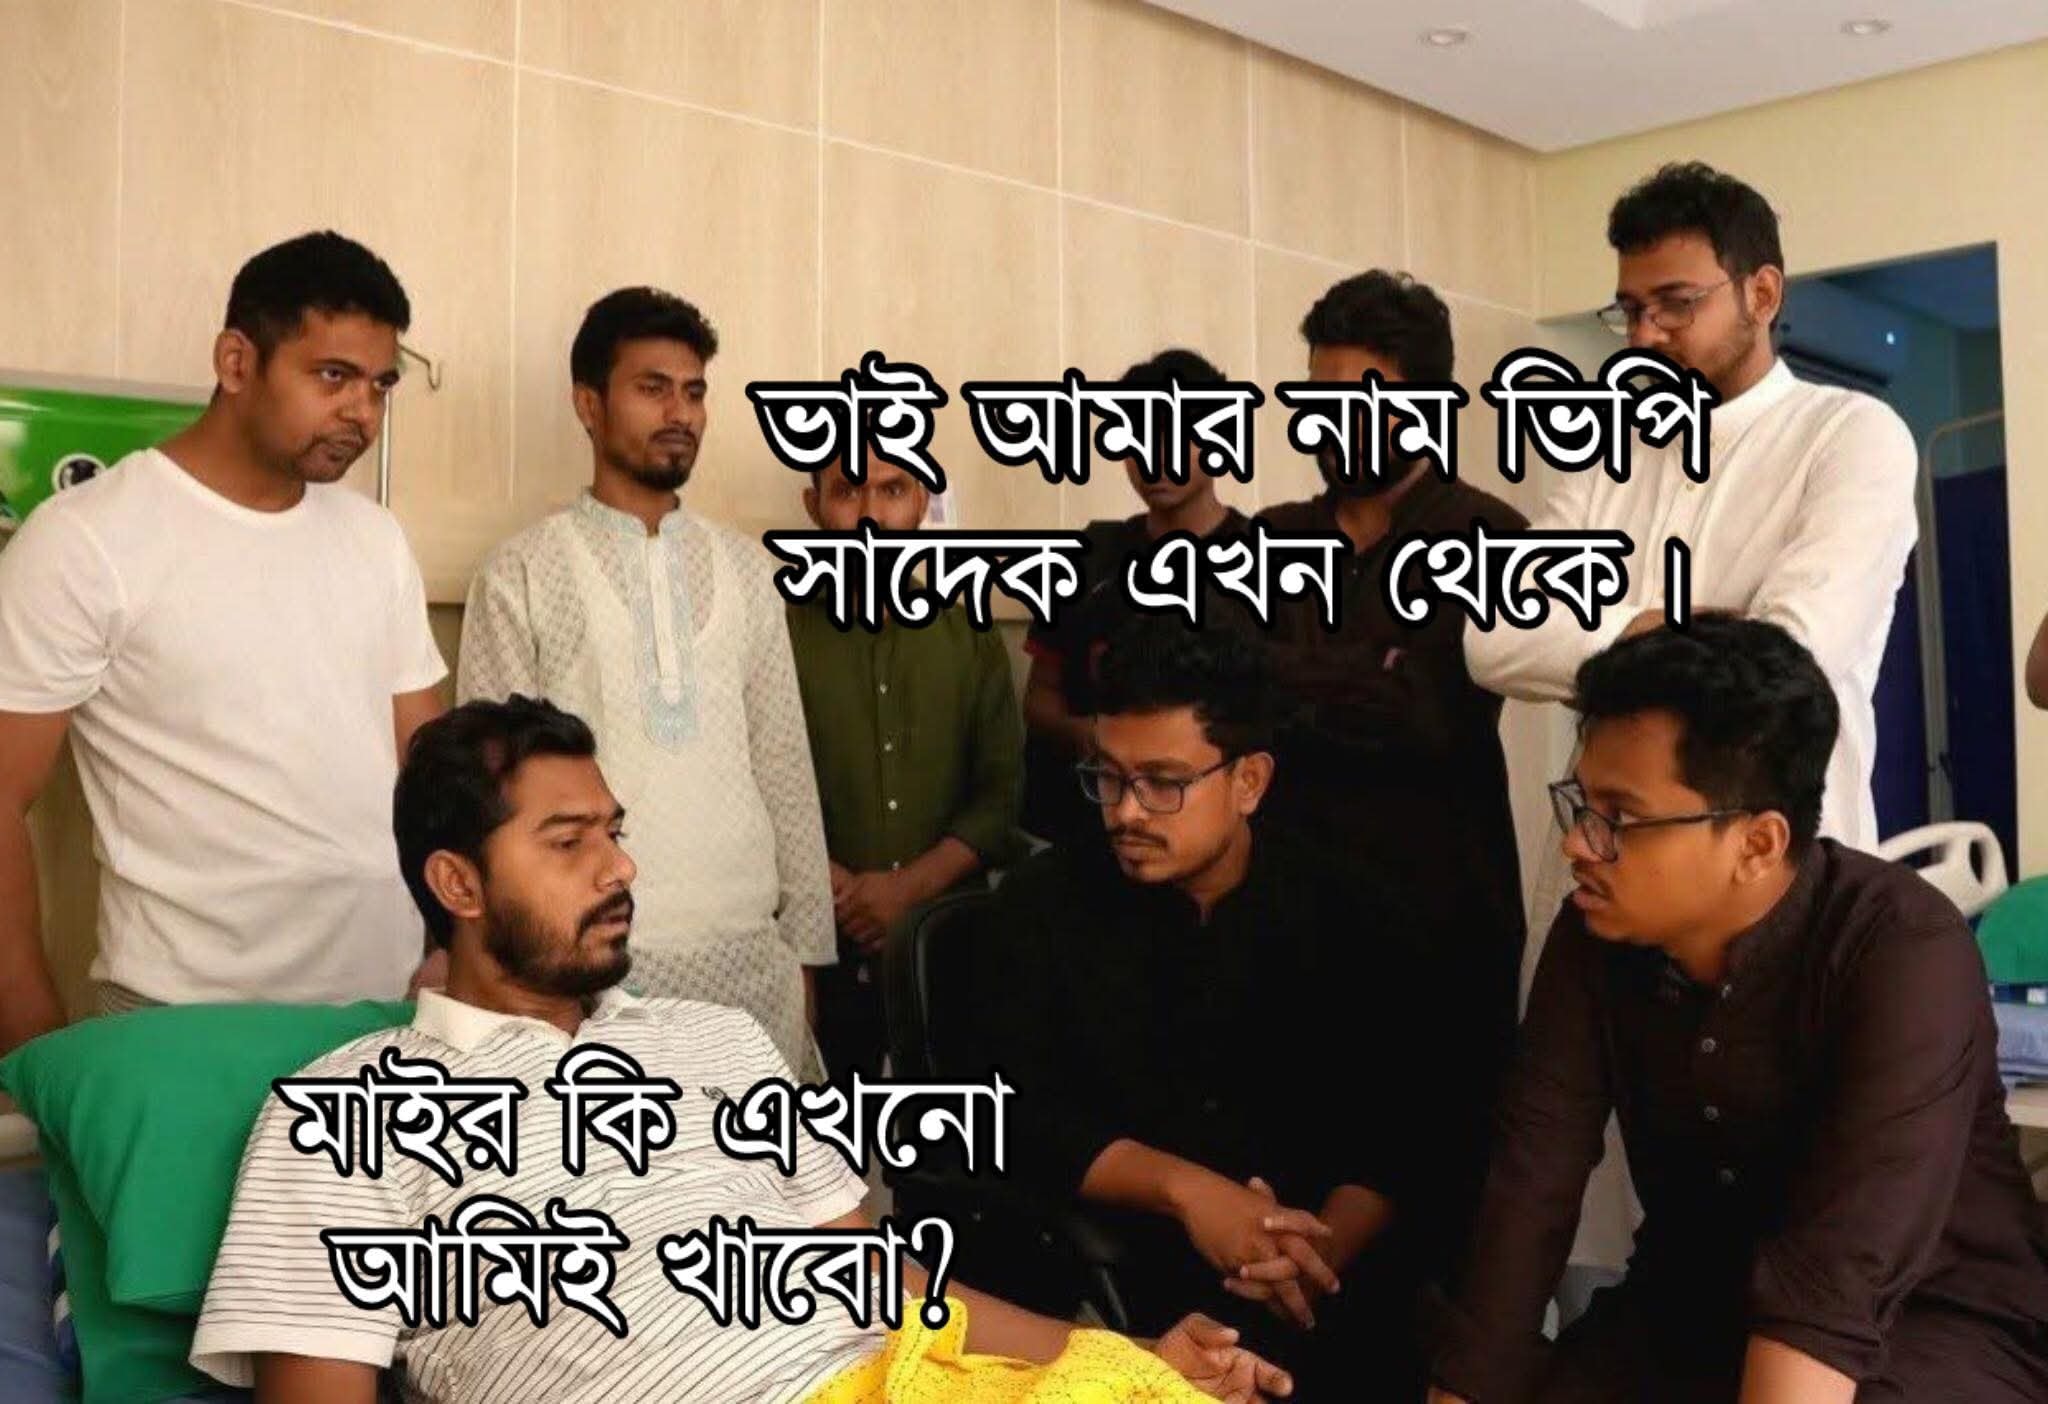 ভাই আমার নাম ভিপি
সাদেক এখন থেকে।
মাইর কি এখনো
আমিই খাবো?